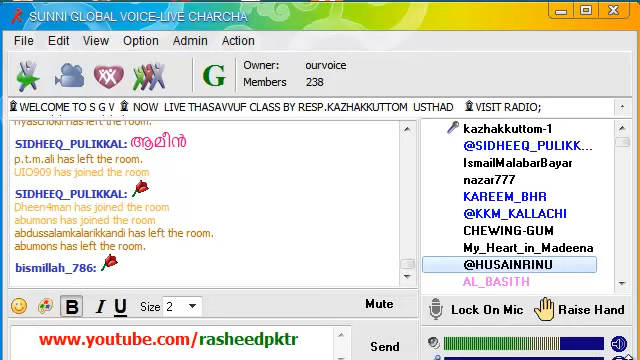 SUNNI GLOBAL VOICE-LIVE CHARCHA
File Edit View Option Admin Action
Owner: ourvoice
G
Members 238
WELCOME TO S G V NOW LIVE THASAVVUF CLASS BY RESP.KAZHAKKUTTOM USTHAD VISIT RADIO;
has left the room.
SIDHEEQ_PULIKKAL: ആമീൻ
p.t.m.ali has left the room.
UIO909 has joined the room
SIDHEEQ_PULIKKAL:
Dheen4man has joined the room
abumons has joined the room
abdussalamkalarikkandi has left the room.
abumons has left the room.
bismillah_786:
kazhakkuttom-1
@SIDHEEQ_PULIKK...
IsmailMalabarBayar
nazar777
KAREEM_BHR
@KKM_KALLACHI
CHEWING-GUM
My_Heart_in_Madeena
@HUSAINRINU
AL_BASITH
B I U Size 2
Mute
Lock On Mic
Raise Hand
www.youtube.com/rasheedpktr
Send